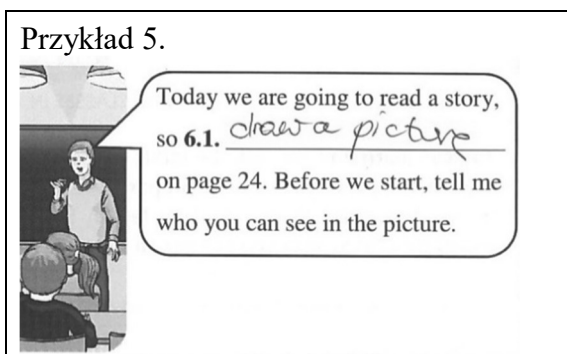 Przykład 5.
Today we are going to read a story,
so 6.1. draw a picture
on page 24. Before we start, tell me
who you can see in the picture.